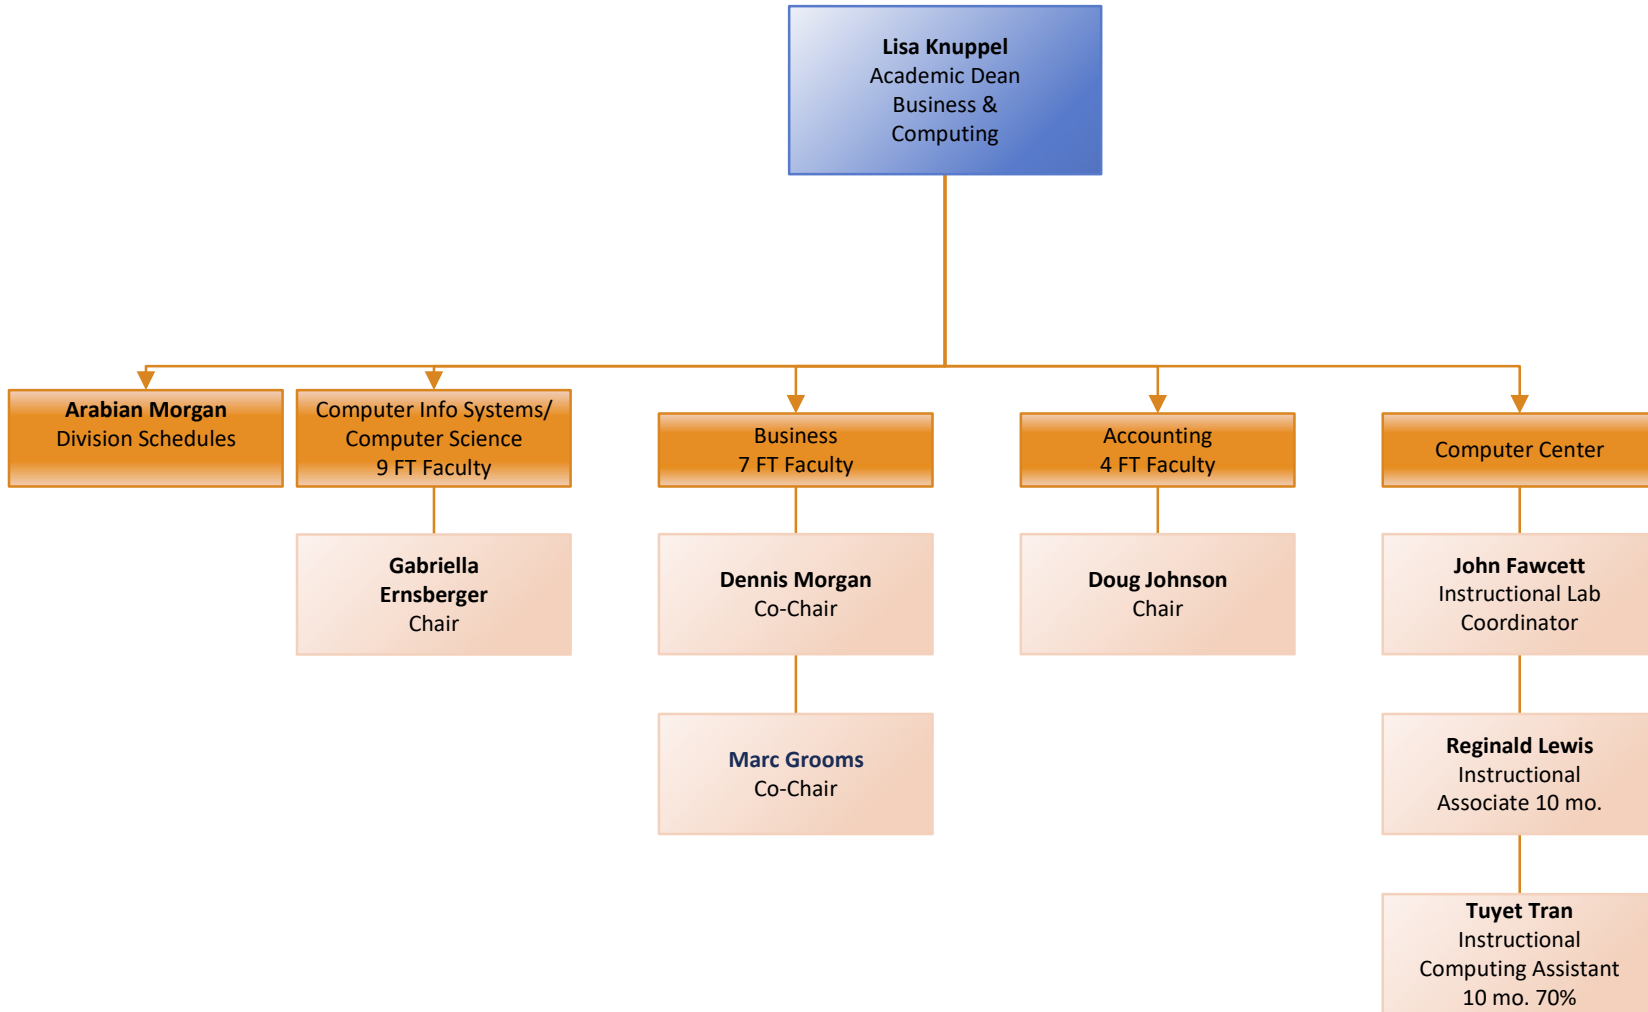 Lisa Knuppel
Academic Dean
Business &
Computing
Arabian Morgan
Division Schedules
Computer Info Systems/
Computer Science
9 FT Faculty
Business
7 FT Faculty
Accounting
4 FT Faculty
Computer Center
Gabriella
Ernsberger
Chair
Dennis Morgan
Co-Chair
Doug Johnson
Chair
John Fawcett
Instructional Lab
Coordinator
Marc Grooms
Co-Chair
Reginald Lewis
Instructional
Associate 10 mo.
Tuyet Tran
Instructional
Computing Assistant
10 mo. 70%